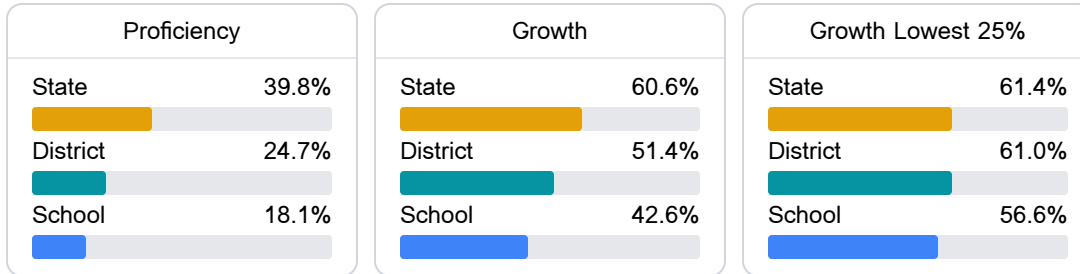 Proficiency
State 39.8%
District 24.7%
School 18.1%
Growth
State 60.6%
District 51.4%
School 42.6%
Growth Lowest 25%
State 61.4%
District 61.0%
School 56.6%